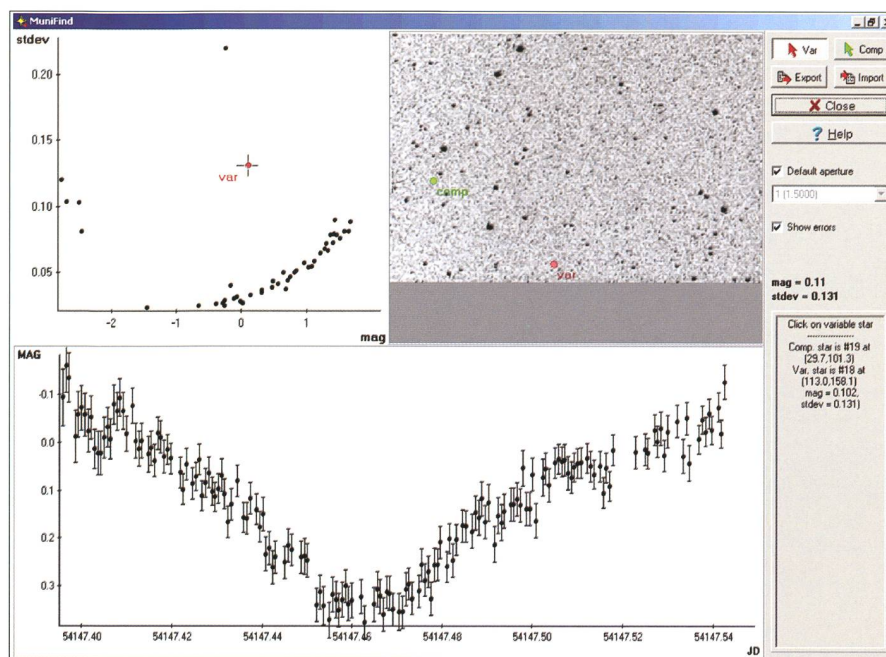 MuniFind
stdev
0.20
0.15
0.10
0.05
-2
-1
0
1
mag
var
comp
var
Var
Comp
Export
Import
Close
? Help
Default aperture
1 (1.5000)
Show errors
mag = 0.11
stdev = 0.131
Click on variable star
------------------
Comp. star is #19 at
(29.7,101.3)
Var. star is #18 at
(113.0,158.1)
mag = 0.102,
stdev = 0.131)
MAG
-0.1
0.0
0.1
0.2
0.3
54147.40
54147.42
54147.44
54147.46
54147.48
54147.50
54147.52
54147.54
JD